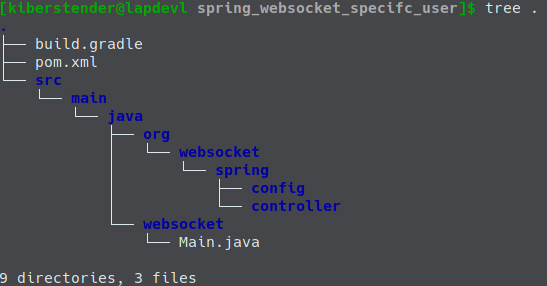 [kiberstender@lapdevl spring_websocket_specifc_user]$ tree .
.
├── build.gradle
├── pom.xml
└── src
    └── main
        └── java
            ├── org
            │   └── websocket
            │       └── spring
            │           ├── config
            │           └── controller
            └── websocket
                └── Main.java

9 directories, 3 files